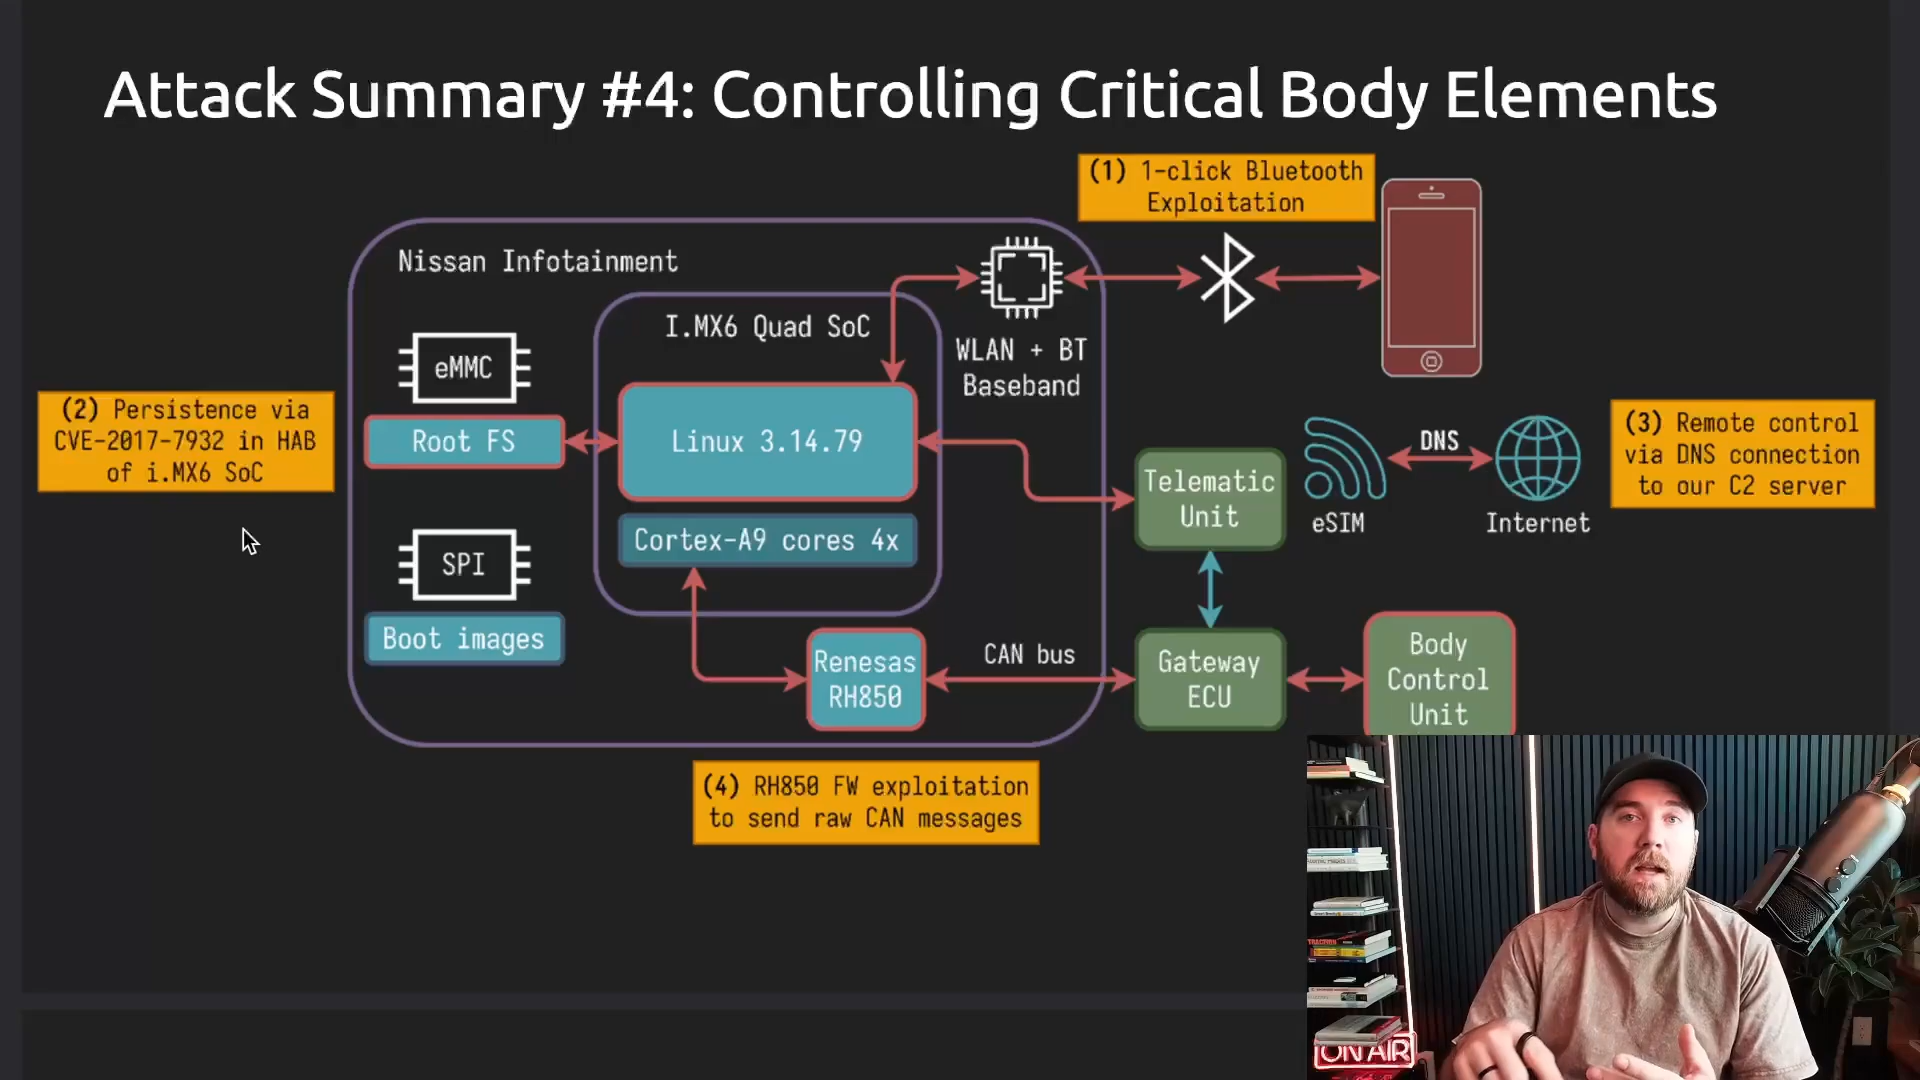 Attack Summary #4: Controlling Critical Body Elements
(1) 1-click Bluetooth
Exploitation
Nissan Infotainment
I.MX6 Quad SoC
WLAN + BT
Baseband
eMMC
Root FS
(2) Persistence via
CVE-2017-7932 in HAB
of i.MX6 SoC
Linux 3.14.79
Cortex-A9 cores 4x
SPI
Boot images
Telematic
Unit
eSIM
DNS
Internet
(3) Remote control
via DNS connection
to our C2 server
Renesas
RH850
CAN bus
Gateway
ECU
Body
Control
Unit
(4) RH850 FW exploitation
to send raw CAN messages
TRACTION
ON AIR